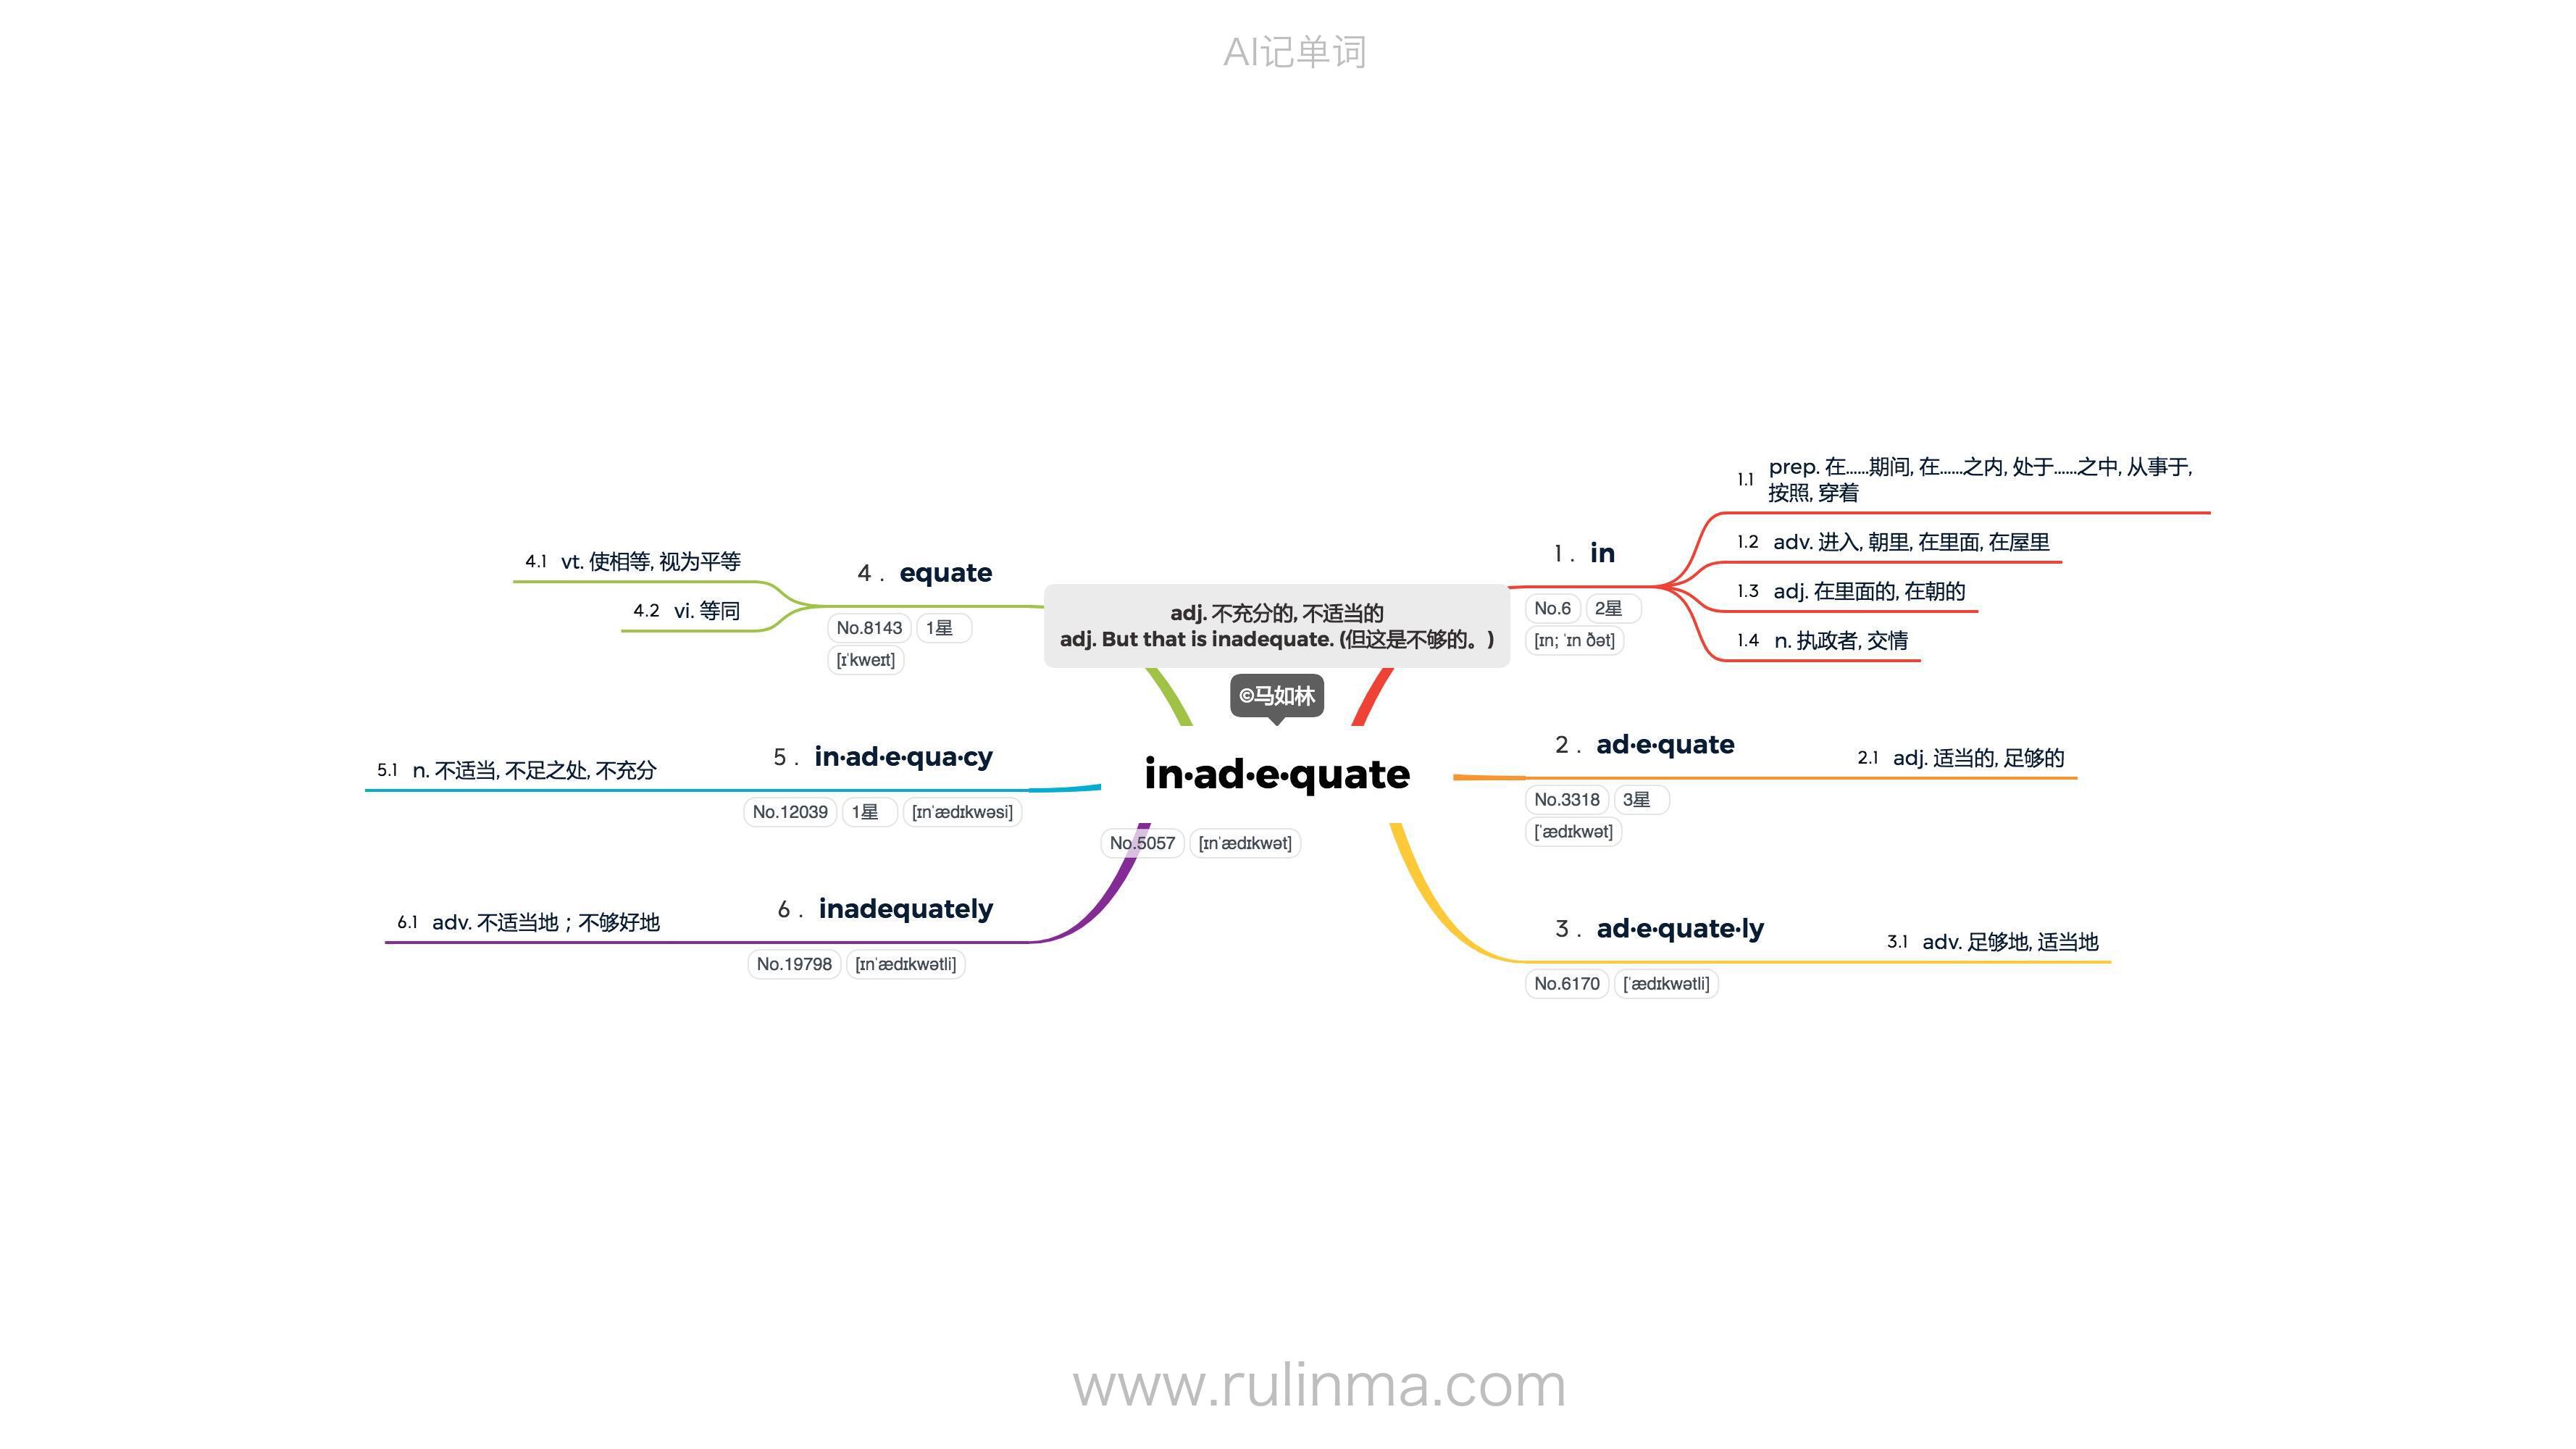 AI记单词
adj. 不充分的, 不适当的
adj. But that is inadequate. (但这是不够的。)
©马如林
in·ad·e·quate
No.5057 [ɪnˈædɪkwət]
1. in
No.6 2星
[ɪn; ˈɪn ðət]
1.1 prep. 在……期间, 在……之内, 处于……之中, 从事于,
按照, 穿着
1.2 adv. 进入, 朝里, 在里面, 在屋里
1.3 adj. 在里面的, 在朝的
1.4 n. 执政者, 交情
2. ad·e·quate
No.3318 3星
[ˈædɪkwət]
2.1 adj. 适当的, 足够的
3. ad·e·quate·ly
No.6170 [ˈædɪkwətli]
3.1 adv. 足够地, 适当地
4. equate
No.8143 1星
[ɪˈkweɪt]
4.1 vt. 使相等, 视为平等
4.2 vi. 等同
5. in·ad·e·qua·cy
No.12039 1星 [ɪnˈædɪkwəsi]
5.1 n. 不适当, 不足之处, 不充分
6. inadequately
No.19798 [ɪnˈædɪkwətli]
6.1 adv. 不适当地；不够好地
www.rulinma.com